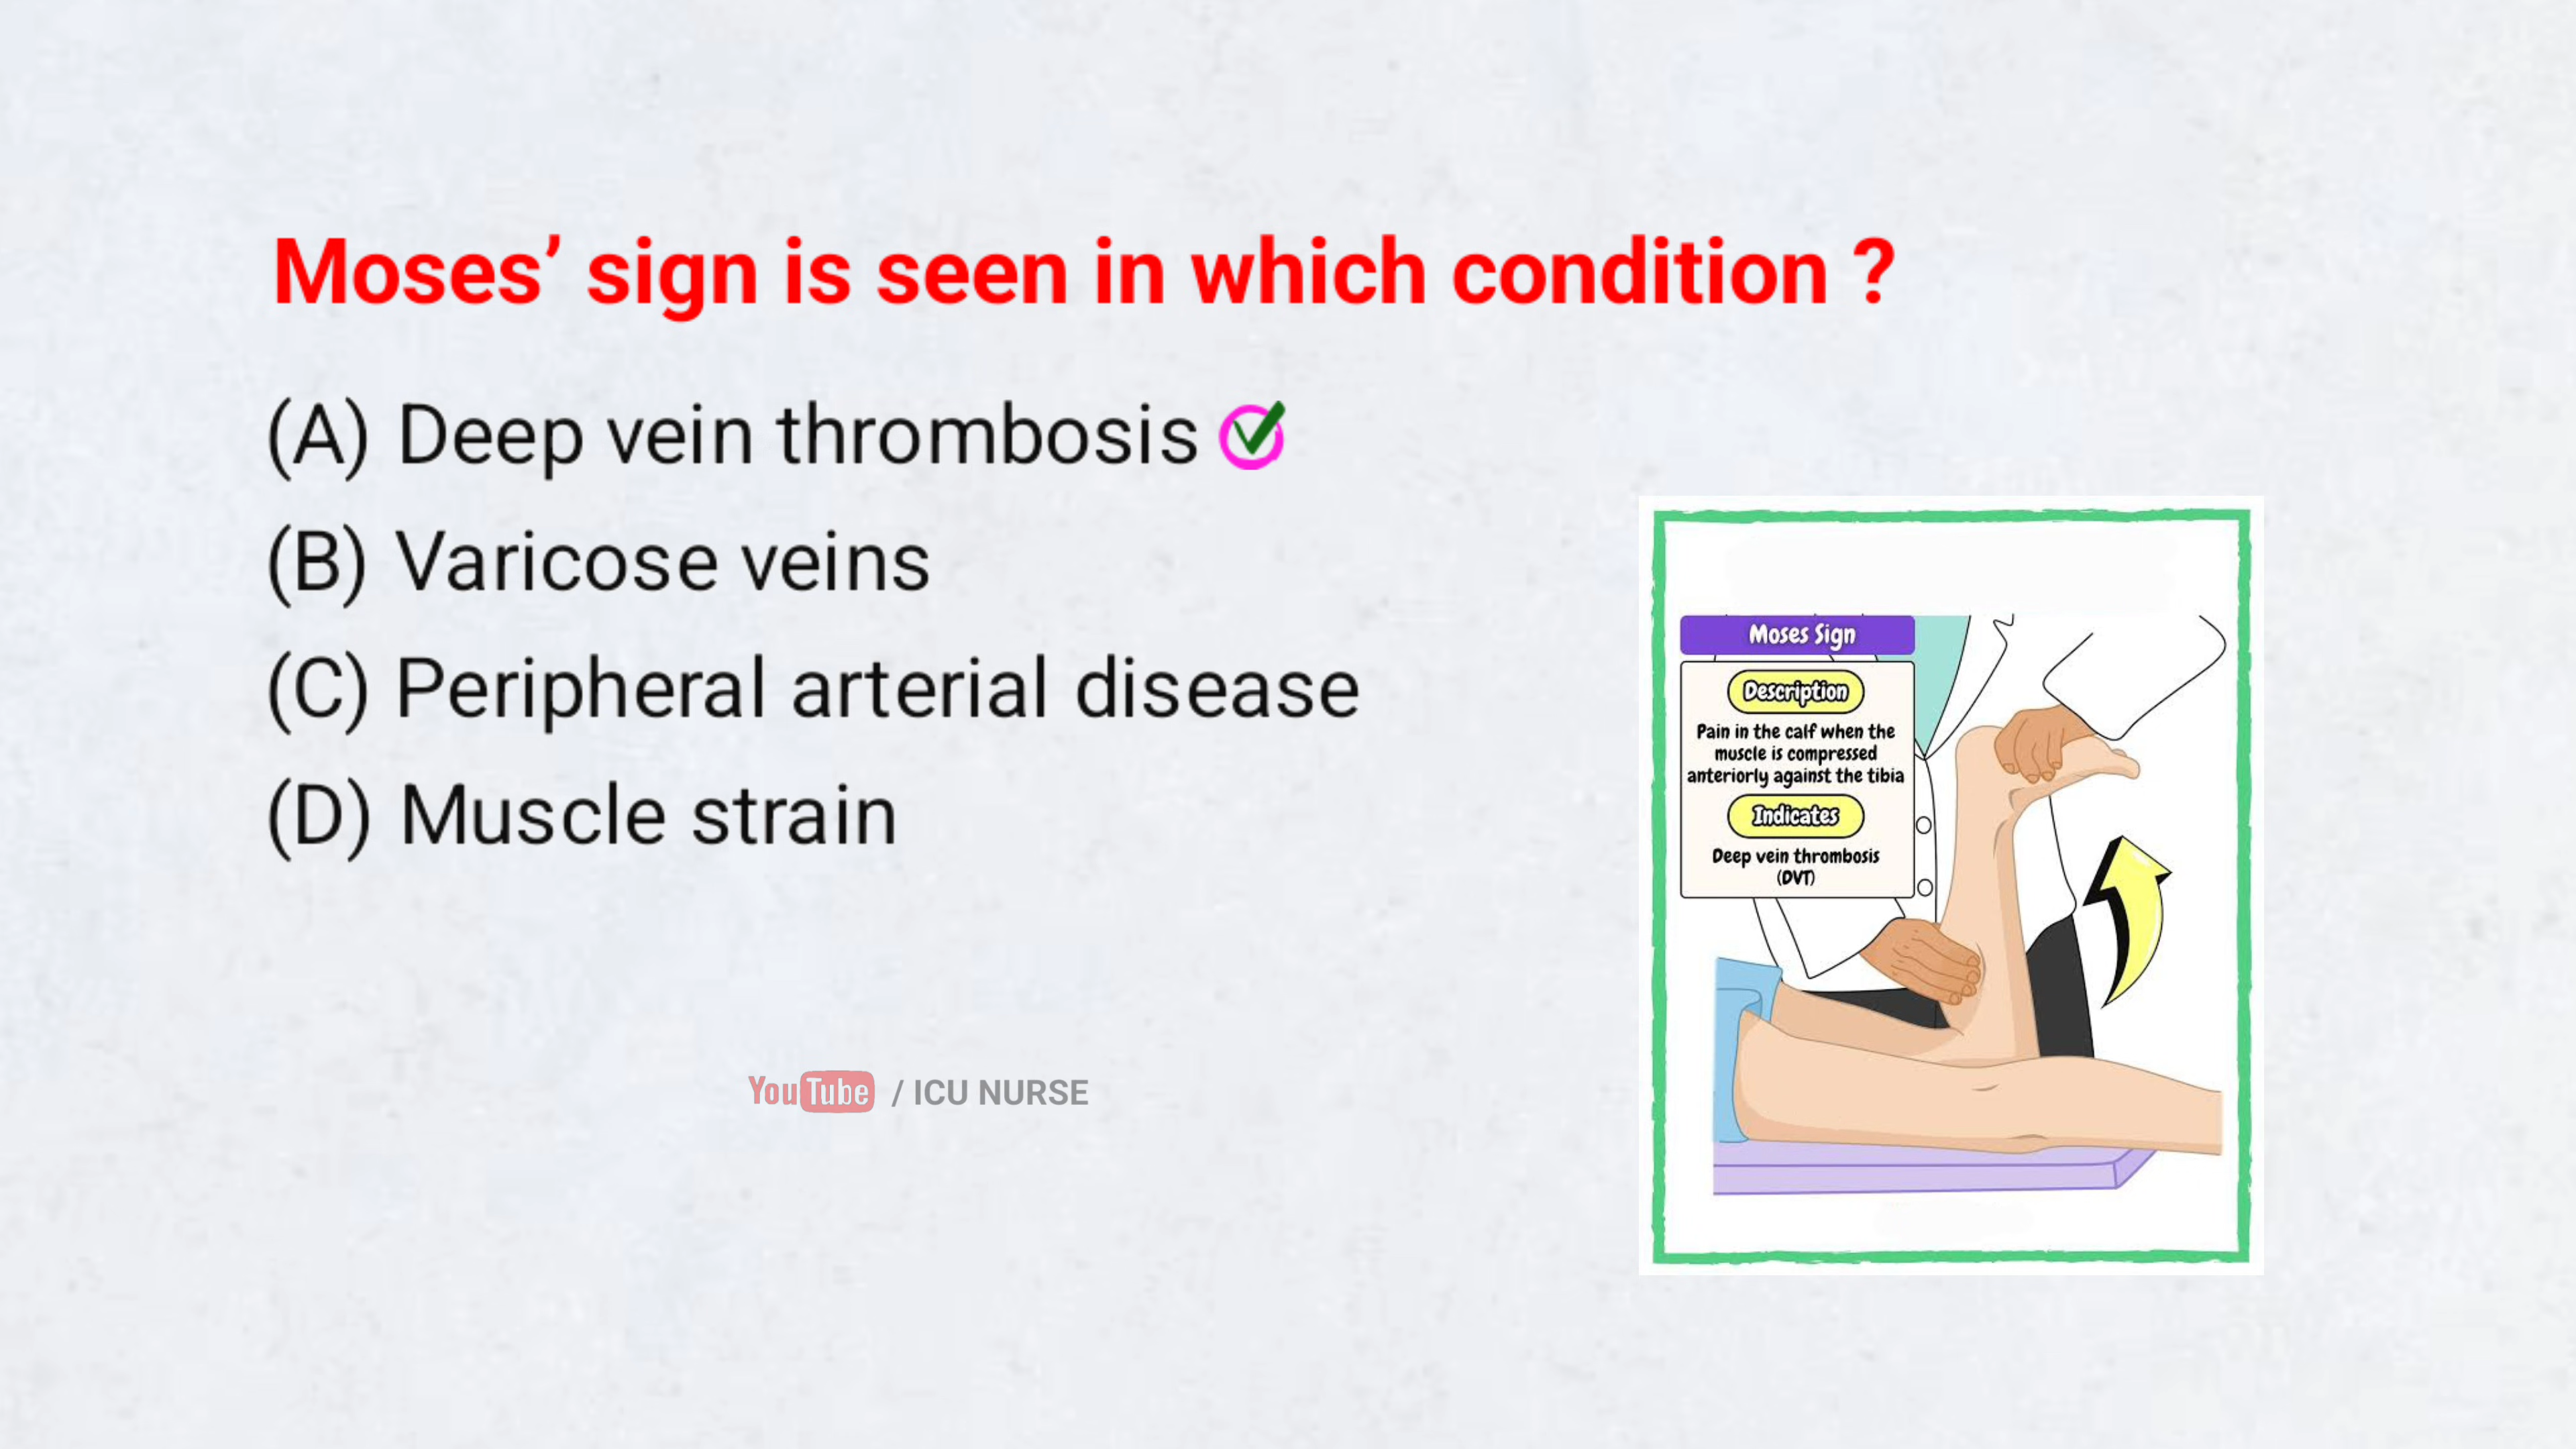 Moses’ sign is seen in which condition ?
(A) Deep vein thrombosis
(B) Varicose veins
(C) Peripheral arterial disease
(D) Muscle strain
Moses Sign
Description
Pain in the calf when the
muscle is compressed
anteriorly against the tibia
Indicates
Deep vein thrombosis
(DVT)
YouTube / ICU NURSE